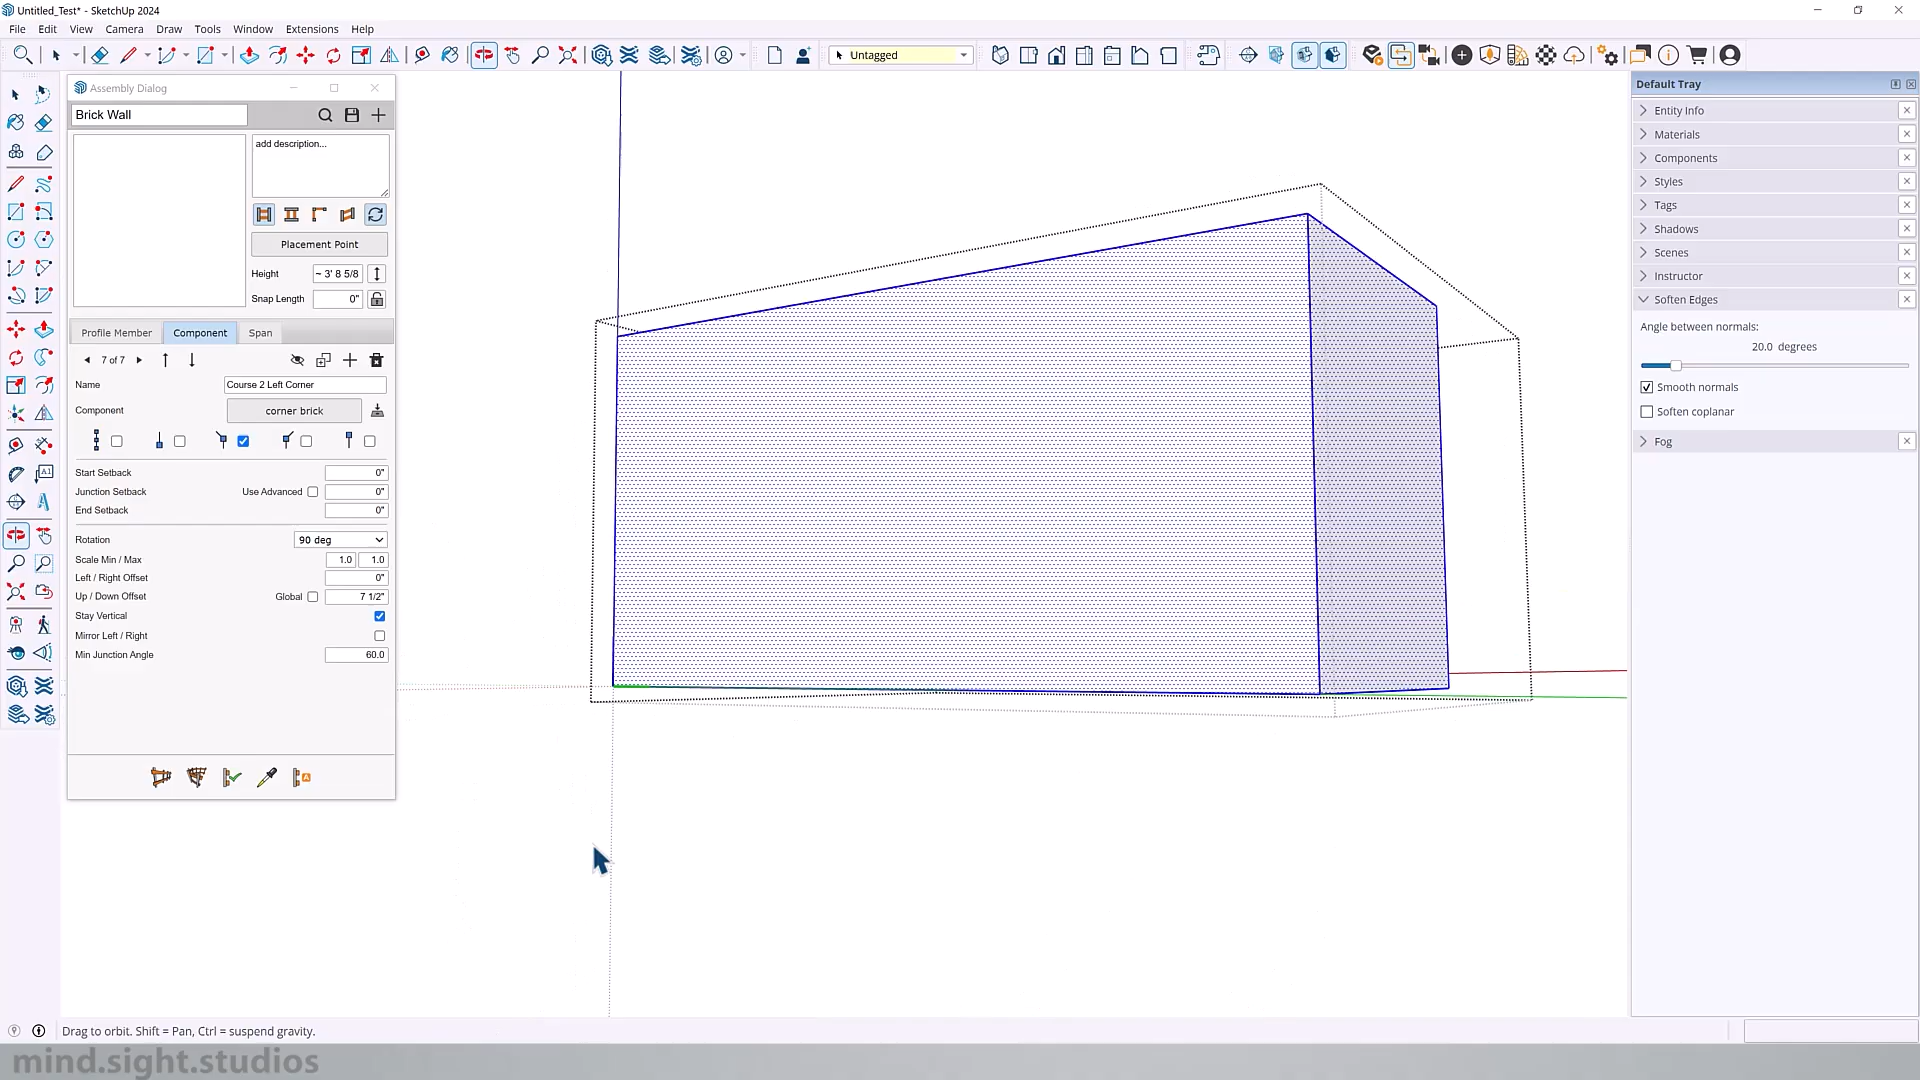 Untitled_Test* - SketchUp 2024
File Edit View Camera Draw Tools Window Extensions Help
Untagged
Assembly Dialog
Brick Wall
add description...
Placement Point
Height ~ 3' 8 5/8
Snap Length 0"
Profile Member Component Span
7 of 7
Name Course 2 Left Corner
Component corner brick
Start Setback 0"
Junction Setback Use Advanced 0"
End Setback 0"
Rotation 90 deg
Scale Min / Max 1.0 1.0
Left / Right Offset 0"
Up / Down Offset Global 7 1/2"
Stay Vertical
Mirror Left / Right
Min Junction Angle 60.0
Default Tray
Entity Info
Materials
Components
Styles
Tags
Shadows
Scenes
Instructor
Soften Edges
Angle between normals:
20.0 degrees
Smooth normals
Soften coplanar
Fog
Drag to orbit. Shift = Pan, Ctrl = suspend gravity.
mind.sight.studios